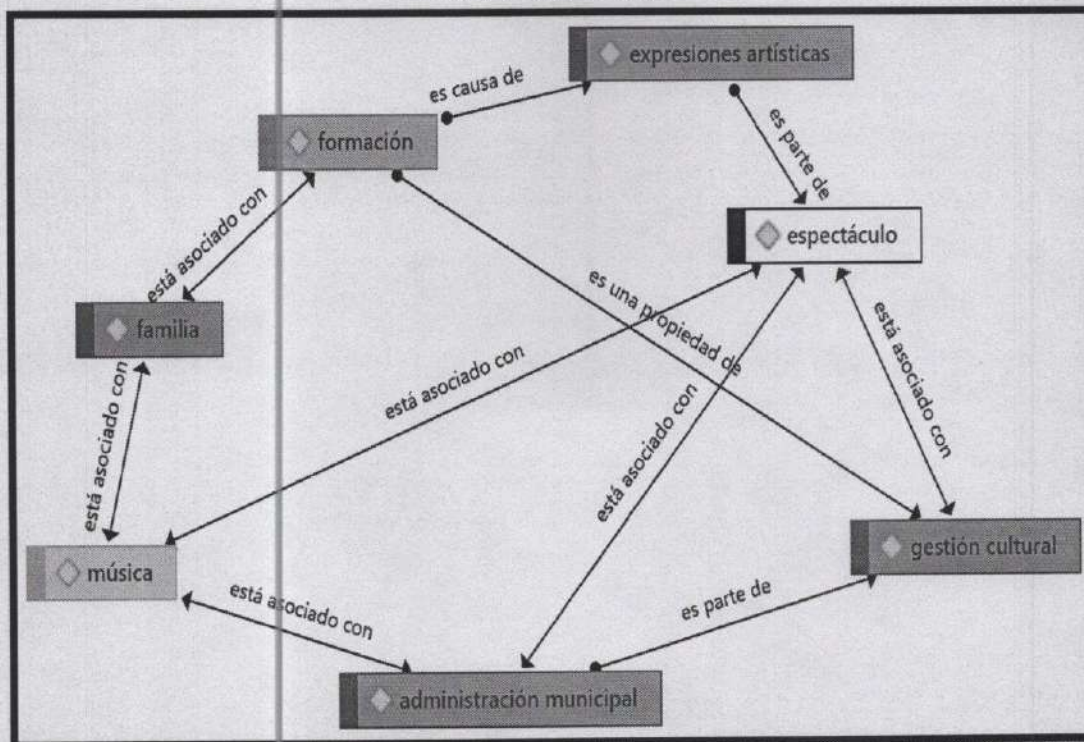 expresiones artísticas
es causa de
formación
es parte de
está asociado con
espectáculo
es una propiedad de
familia
está asociado con
está asociado con
está asociado con
está asociado con
gestión cultural
música
está asociado con
es parte de
administración municipal